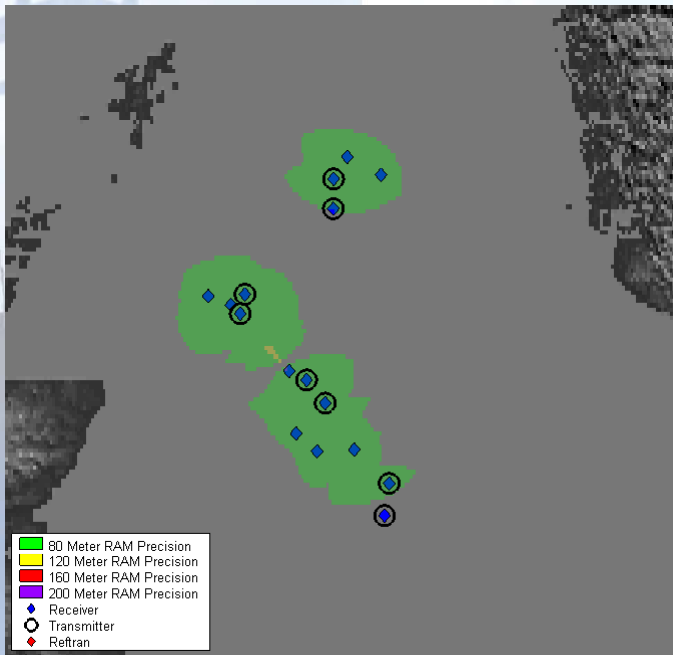 80 Meter RAM Precision
120 Meter RAM Precision
160 Meter RAM Precision
200 Meter RAM Precision
Receiver
Transmitter
Reftran